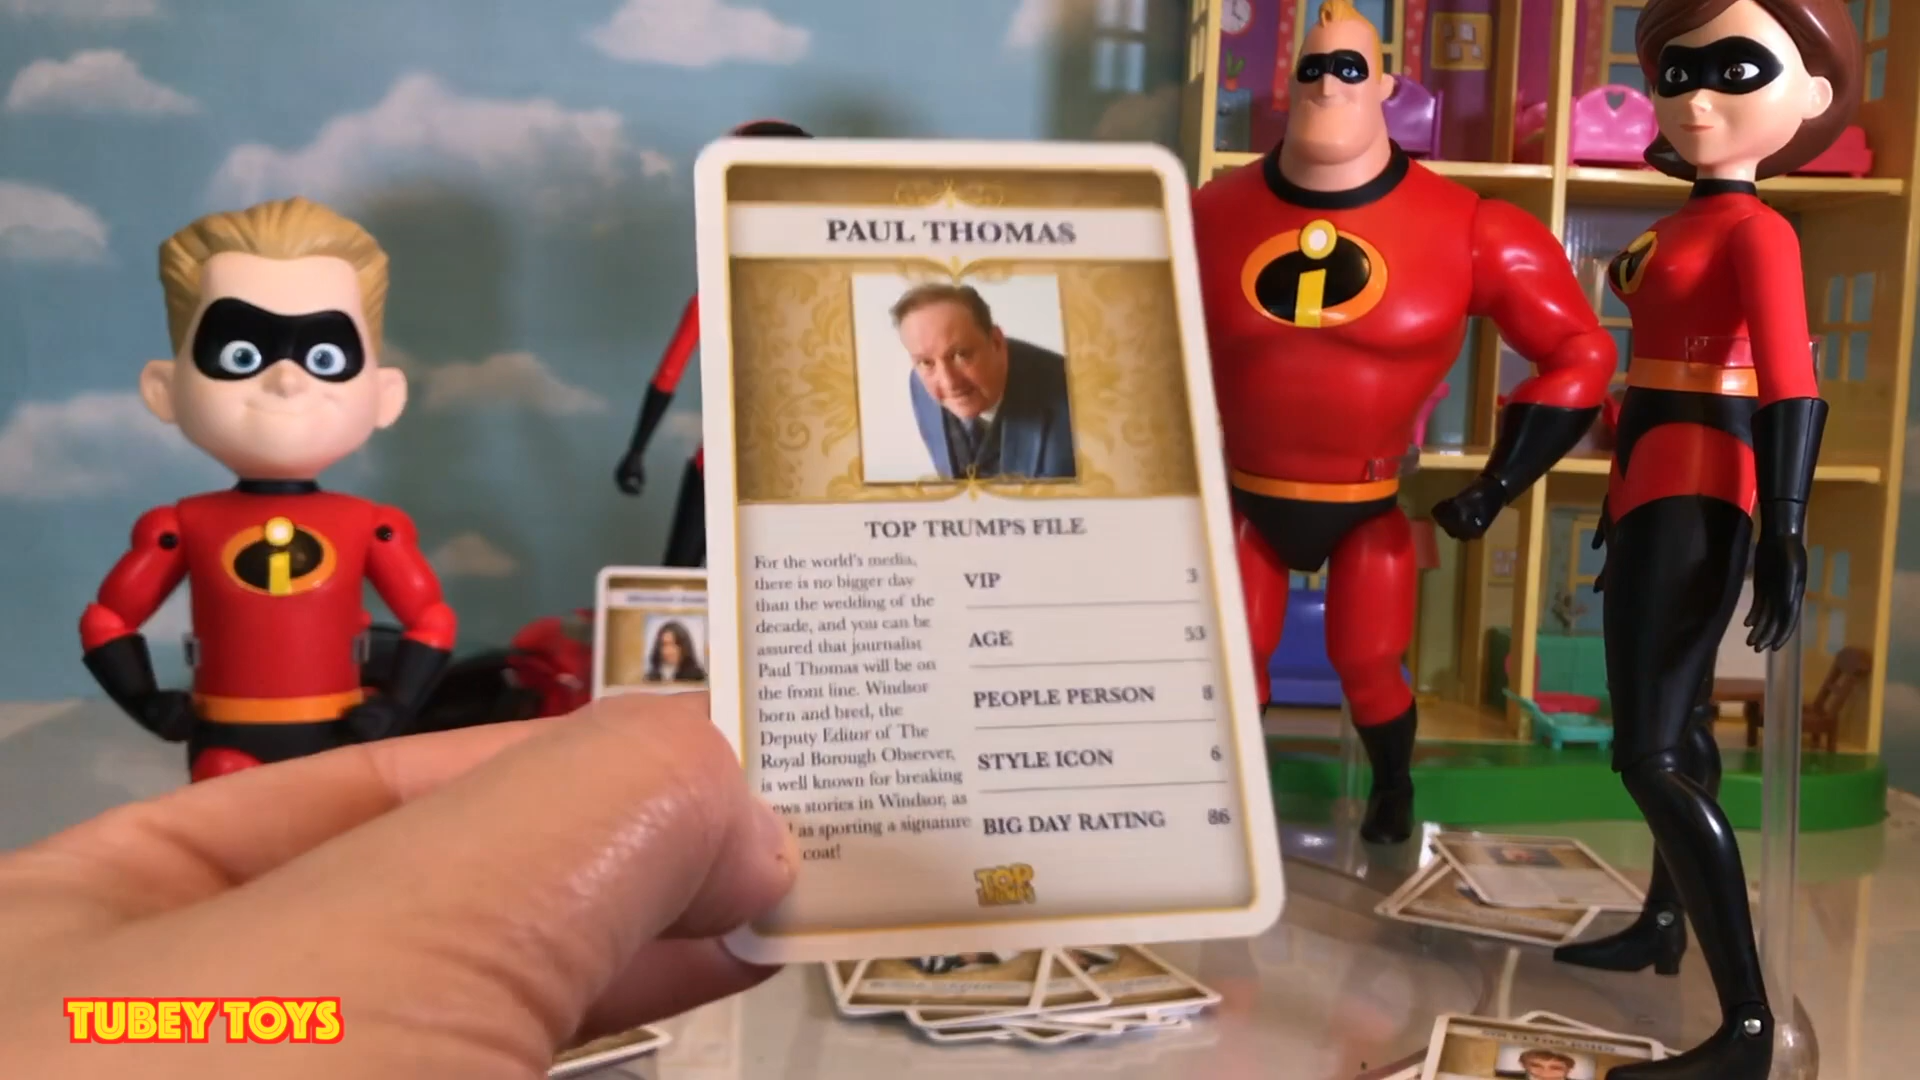 PAUL THOMAS
TOP TRUMPS FILE
For the world's media,
there is no bigger day
than the wedding of the
decade, and you can be
assured that journalist
Paul Thomas will be on
the front line. Windsor
born and bred, the
Deputy Editor of The
Royal Borough Observer,
is well known for breaking
stories in Windsor, as
as sporting a signature
coat!
VIP 3
AGE 53
PEOPLE PERSON 8
STYLE ICON 6
BIG DAY RATING 86
TOP
TUBEY TOYS